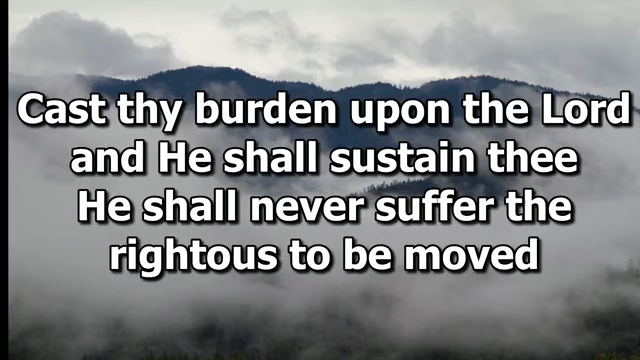 Cast thy burden upon the Lord
and He shall sustain thee
He shall never suffer the
rightous to be moved